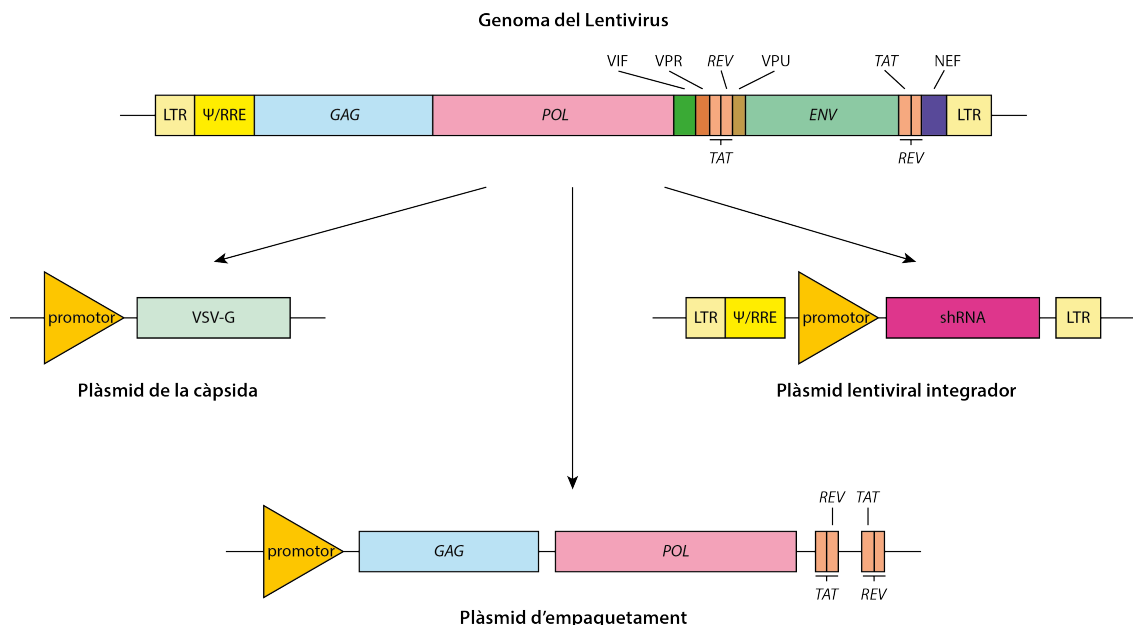 Genoma del Lentivirus
VIF VPR REV VPU TAT NEF
LTR Ψ/RRE GAG POL ENV LTR
TAT REV
promotor VSV-G
Plàsmid de la càpsida
LTR Ψ/RRE promotor shRNA LTR
Plàsmid lentiviral integrador
REV TAT
promotor GAG POL
TAT REV
Plàsmid d’empaquetament